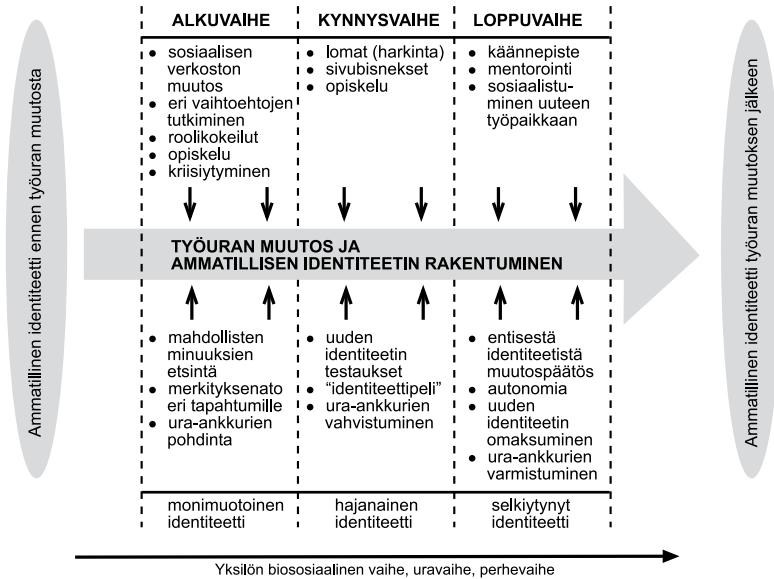 Ammatillinen identiteetti ennen työuran muutosta
ALKUVAIHE
• sosiaalisen
verkoston
muutos
• eri vaihtoehtojen
tutkiminen
• roolikokeilut
• opiskelu
• kriisiytyminen
KYNNYSVAIHE
• lomat (harkinta)
• sivubisnekset
• opiskelu
LOPPUVAIHE
• käännepiste
• mentorointi
• sosiaalistu-
minen uuteen
työpaikkaan
TYÖURAN MUUTOS JA
AMMATILLISEN IDENTITEETIN RAKENTUMINEN
• mahdollisten
minuuksien
etsintä
• merkityksenato
eri tapahtumille
• ura-ankkurien
pohdinta
• uuden
identiteetin
testaukset
• “identiteettipeli”
• ura-ankkurien
vahvistuminen
• entisestä
identiteetistä
muutospäätös
• autonomia
• uuden
identiteetin
omaksuminen
• ura-ankkurien
varmistuminen
monimuotoinen
identiteetti
hajanainen
identiteetti
selkiytynyt
identiteetti
Ammatillinen identiteetti työuran muutoksen jälkeen
Yksilön biososiaalinen vaihe, uravaihe, perhevaihe